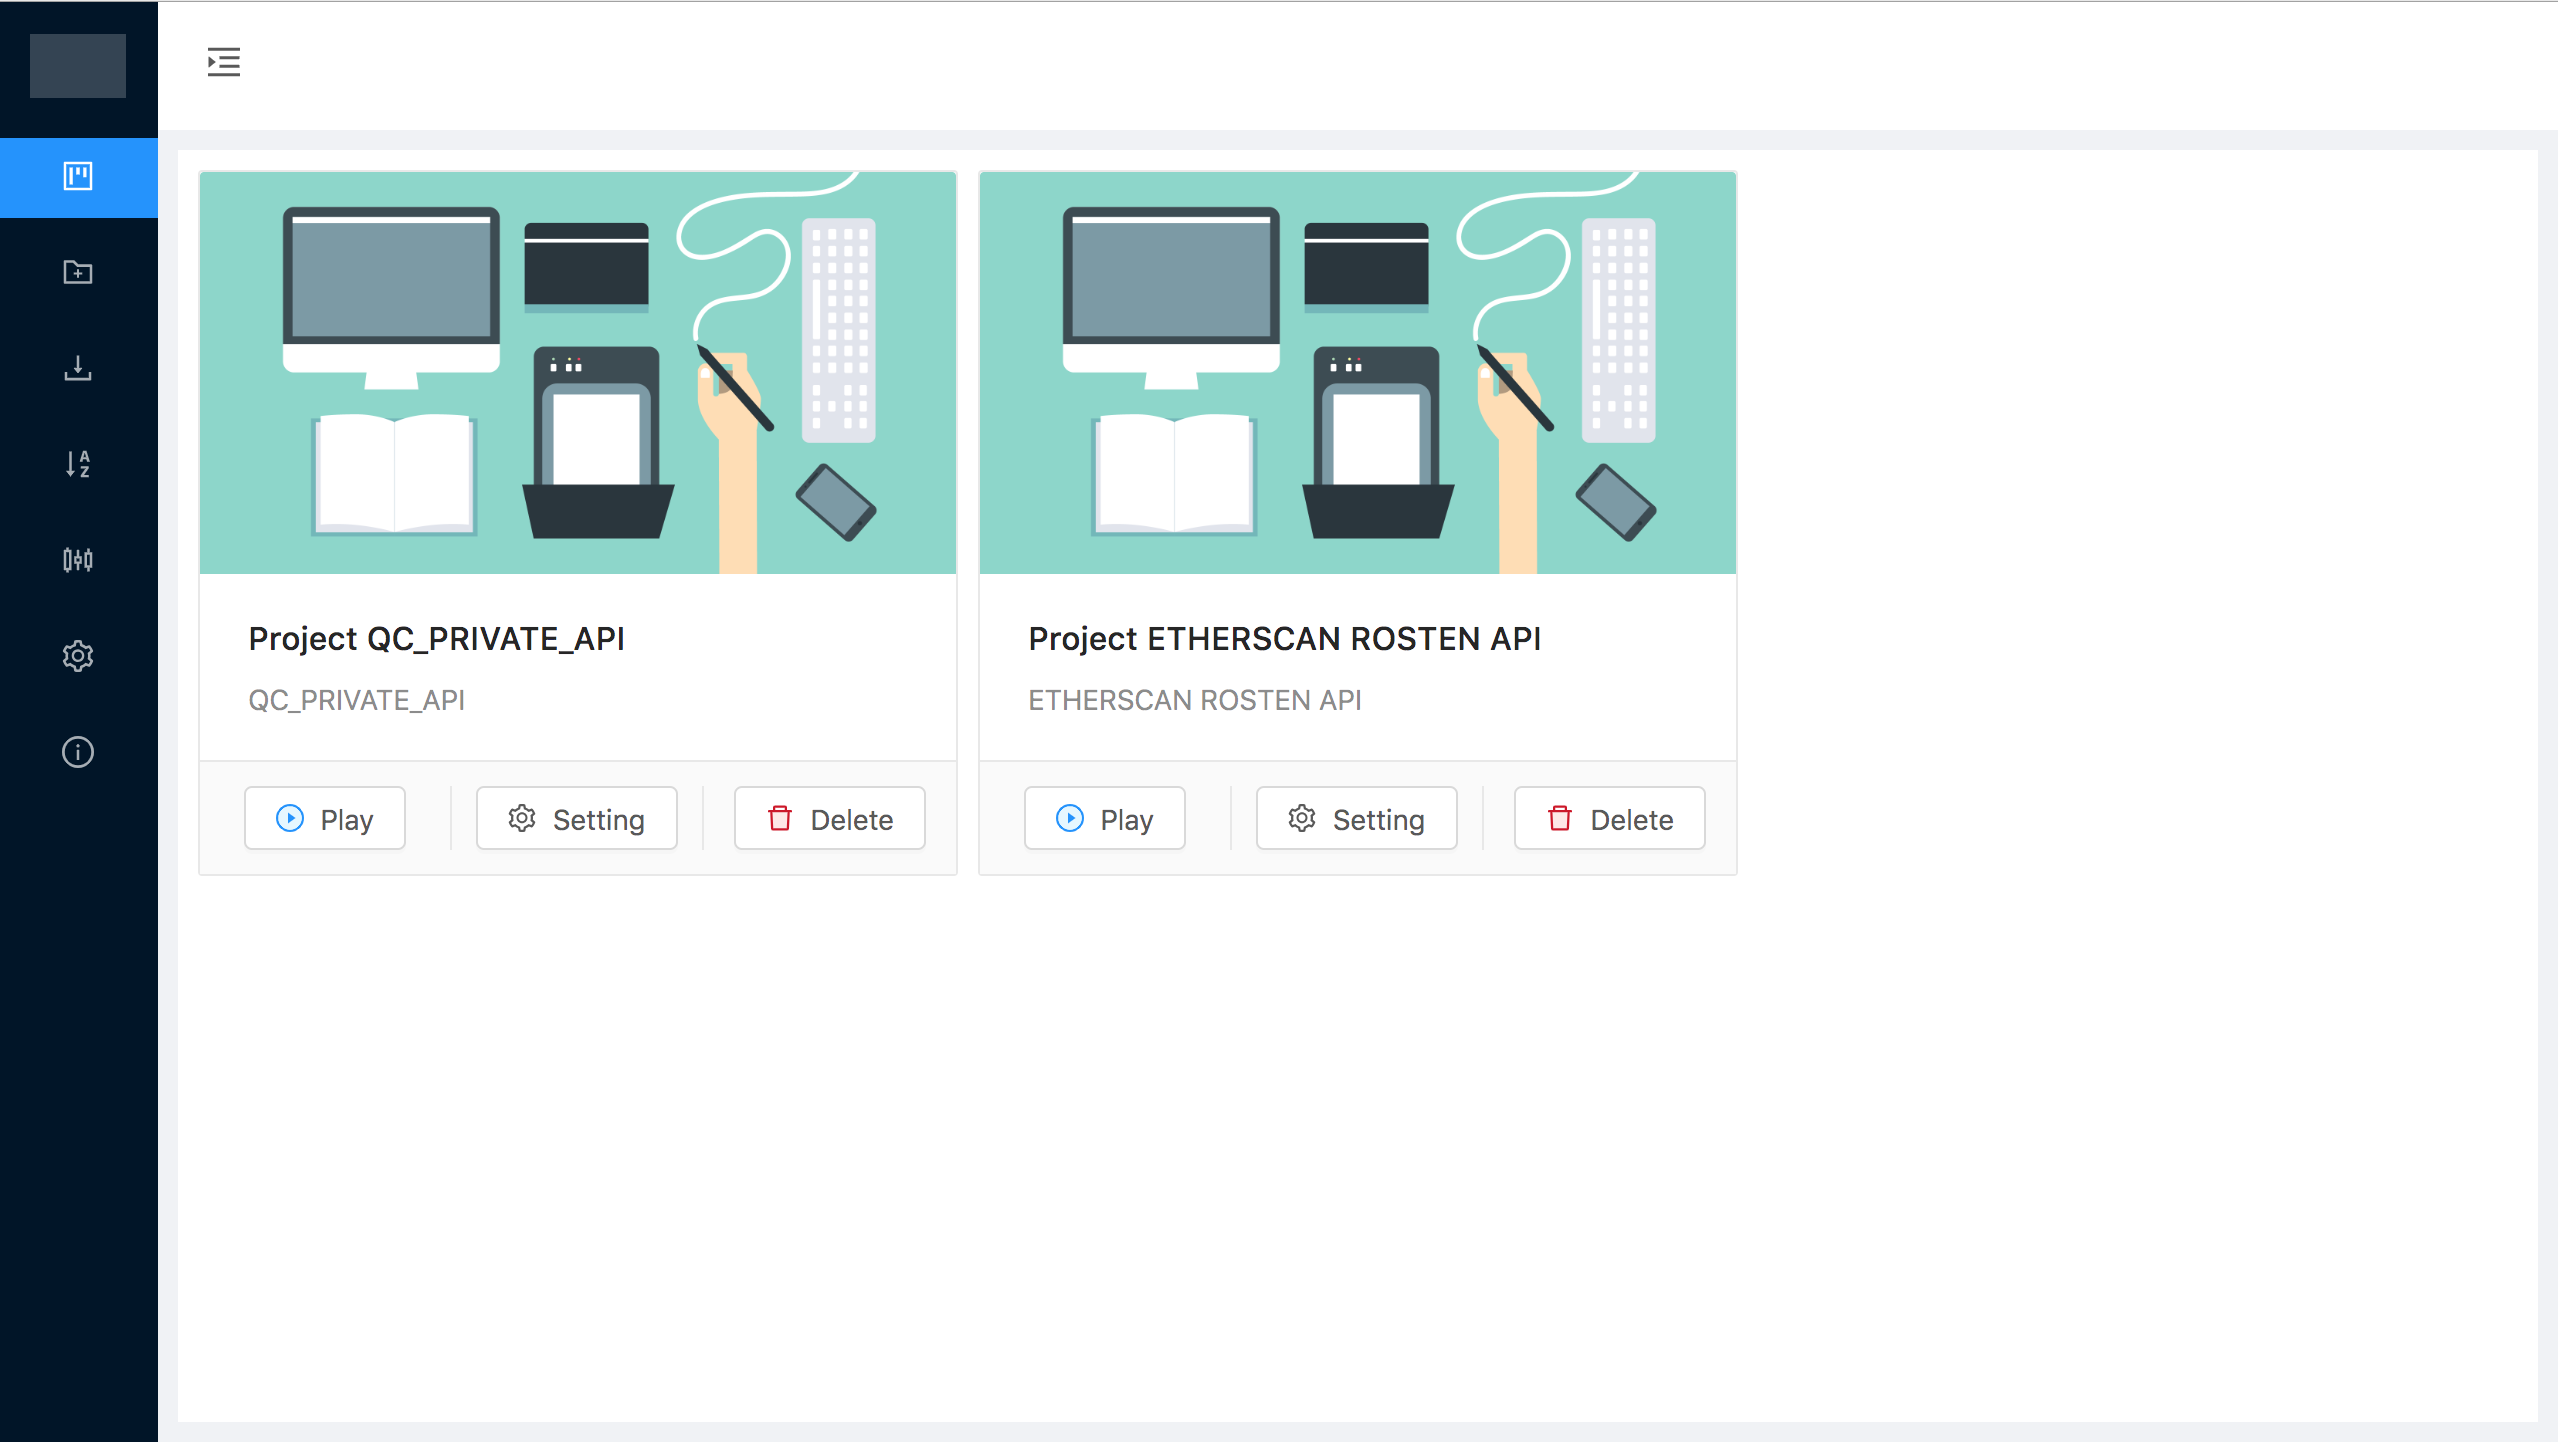 Project QC_PRIVATE_API
QC_PRIVATE_API
Play
Setting
Delete
Project ETHERSCAN ROSTEN API
ETHERSCAN ROSTEN API
Play
Setting
Delete